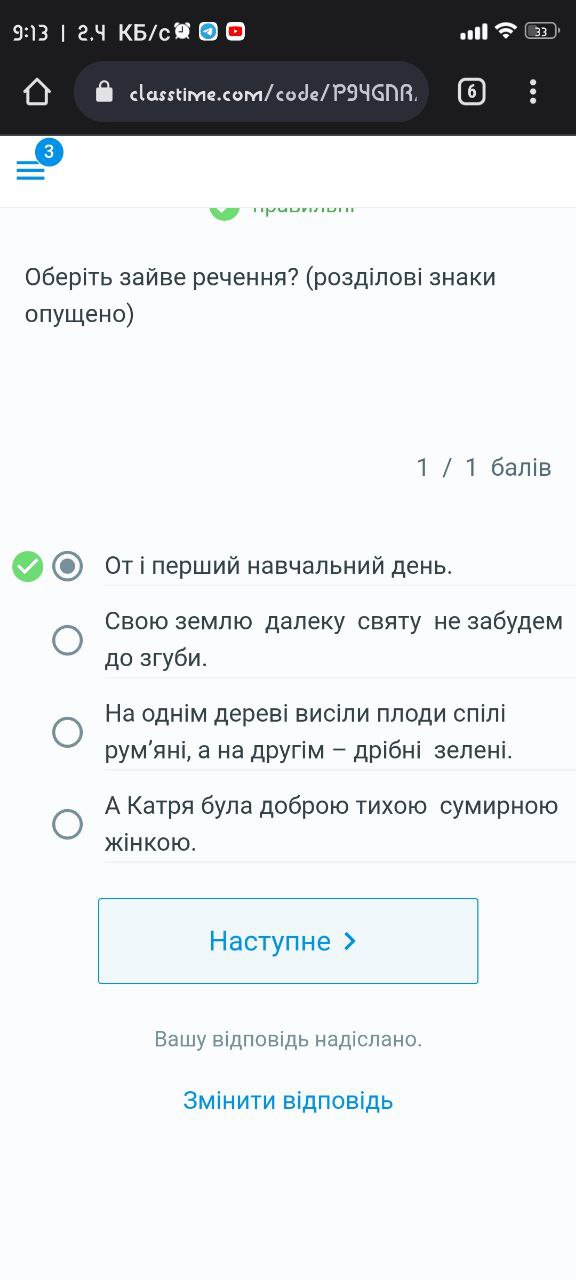 9:13 | 2.4 КБ/с
33
classtime.com/code/P94GNR
6
3
правильні
Оберіть зайве речення? (розділові знаки
опущено)
1 / 1 балів
От і перший навчальний день.
Свою землю далеку святу не забудем
до згуби.
На однім дереві висіли плоди спілі
рум’яні, а на другім – дрібні зелені.
А Катря була доброю тихою сумирною
жінкою.
Наступне >
Вашу відповідь надіслано.
Змінити відповідь